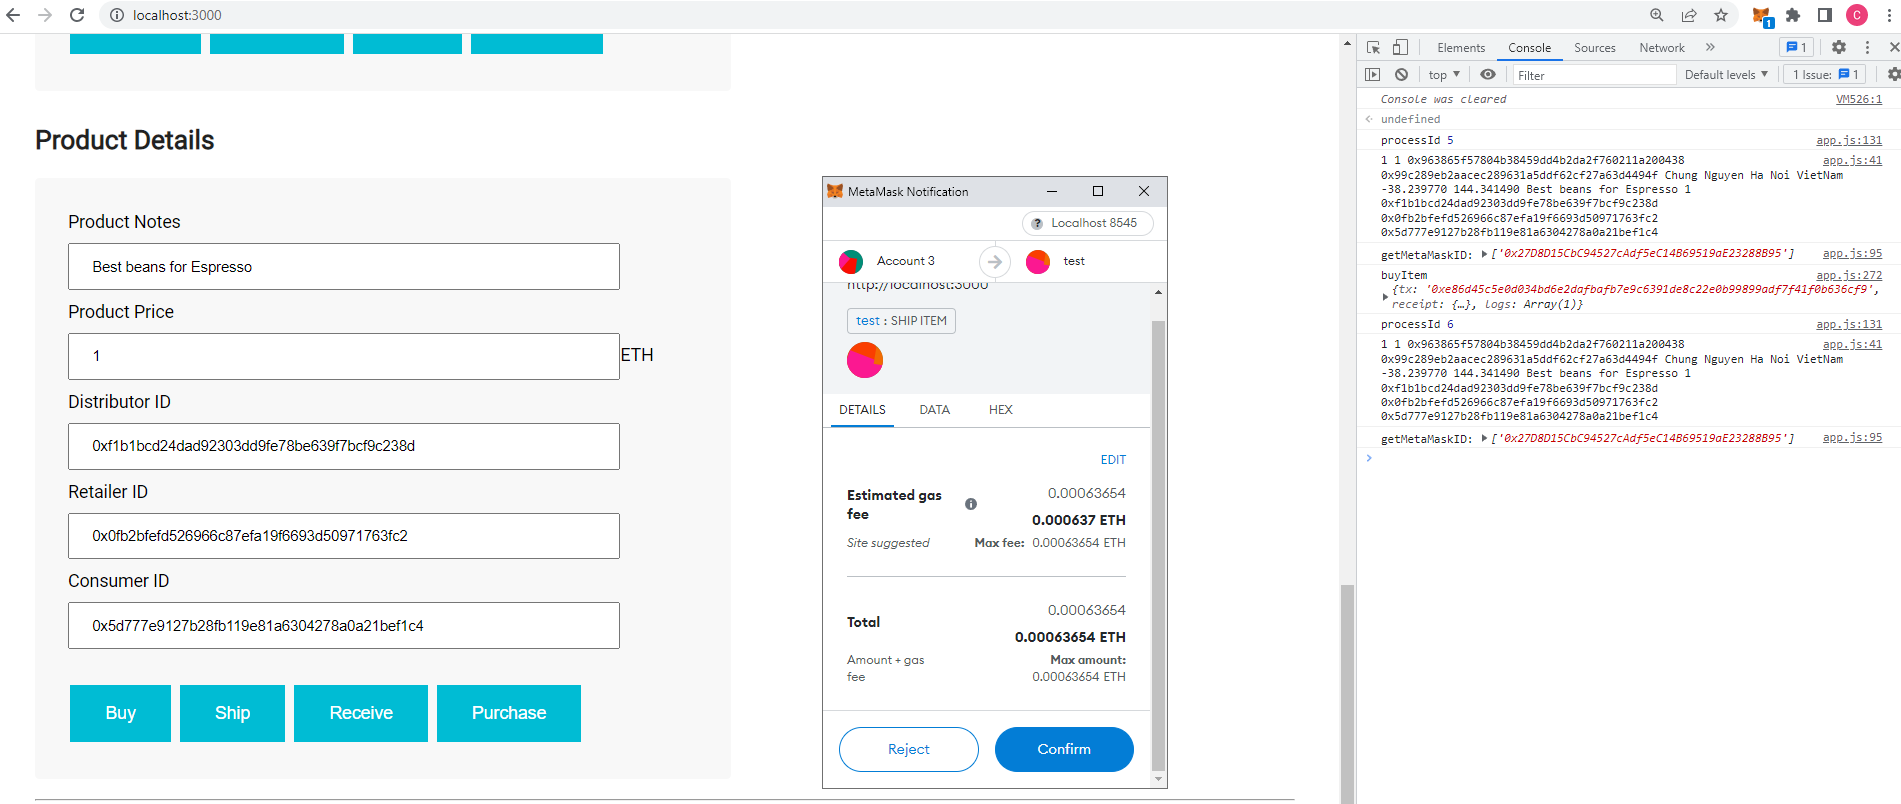 localhost:3000
1
C
Product Details
Product Notes
Best beans for Espresso
Product Price
1
ETH
Distributor ID
0xf1b1bcd24dad92303dd9fe78be639f7bcf9c238d
Retailer ID
0x0fb2bfefd526966c87efa19f6693d50971763fc2
Consumer ID
0x5d777e9127b28fb119e81a6304278a0a21bef1c4
Buy Ship Receive Purchase
MetaMask Notification
? Localhost 8545
Account 3 test
http://localhost:3000
test : SHIP ITEM
DETAILS DATA HEX
EDIT
Estimated gas fee
0.00063654
0.000637 ETH
Site suggested Max fee: 0.00063654 ETH
0.00063654
Total
0.00063654 ETH
Amount + gas fee
Max amount:
0.00063654 ETH
Reject Confirm
Elements Console Sources Network 1
top Filter Default levels 1 Issue: 1
Console was cleared VM526:1
undefined
processId 5 app.js:131
1 1 0x963865f57804b38459dd4b2da2f760211a200438 app.js:41
0x99c289eb2aacec289631a5ddf62cf27a63d4494f Chung Nguyen Ha Noi VietNam
-38.239770 144.341490 Best beans for Espresso 1
0xf1b1bcd24dad92303dd9fe78be639f7bcf9c238d
0x0fb2bfefd526966c87efa19f6693d50971763fc2
0x5d777e9127b28fb119e81a6304278a0a21bef1c4
getMetaMaskID: ['0x27D8D15CbC94527cAdf5eC14B69519aE23288B95'] app.js:95
buyItem app.js:272
{tx: '0xe86d45c5e0d034bd6e2dafbafb7e9c6391de8c22e0b99899adf7f41f0b636cf9', receipt: {…}, logs: Array(1)}
processId 6 app.js:131
1 1 0x963865f57804b38459dd4b2da2f760211a200438 app.js:41
0x99c289eb2aacec289631a5ddf62cf27a63d4494f Chung Nguyen Ha Noi VietNam
-38.239770 144.341490 Best beans for Espresso 1
0xf1b1bcd24dad92303dd9fe78be639f7bcf9c238d
0x0fb2bfefd526966c87efa19f6693d50971763fc2
0x5d777e9127b28fb119e81a6304278a0a21bef1c4
getMetaMaskID: ['0x27D8D15CbC94527cAdf5eC14B69519aE23288B95'] app.js:95